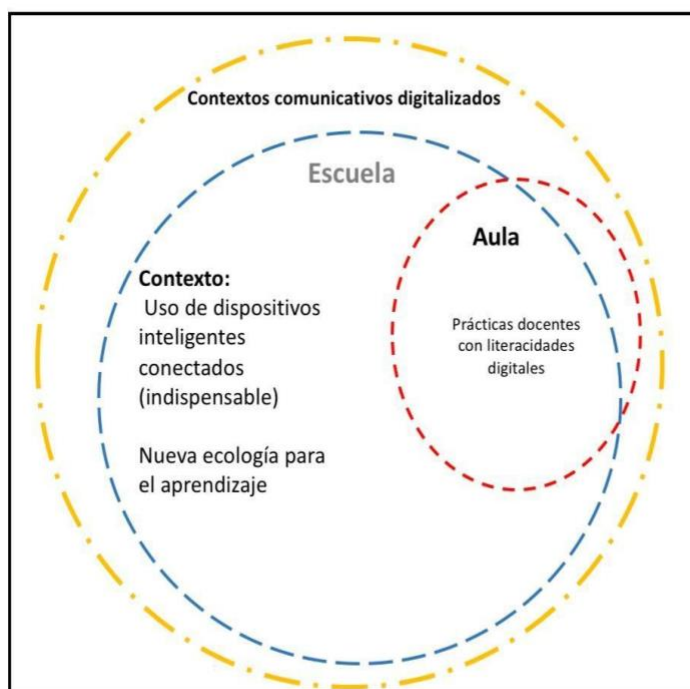 Contextos comunicativos digitalizados
Escuela
Aula
Contexto:
Uso de dispositivos
inteligentes
conectados
(indispensable)
Nueva ecología para
el aprendizaje
Prácticas docentes
con literacidades
digitales